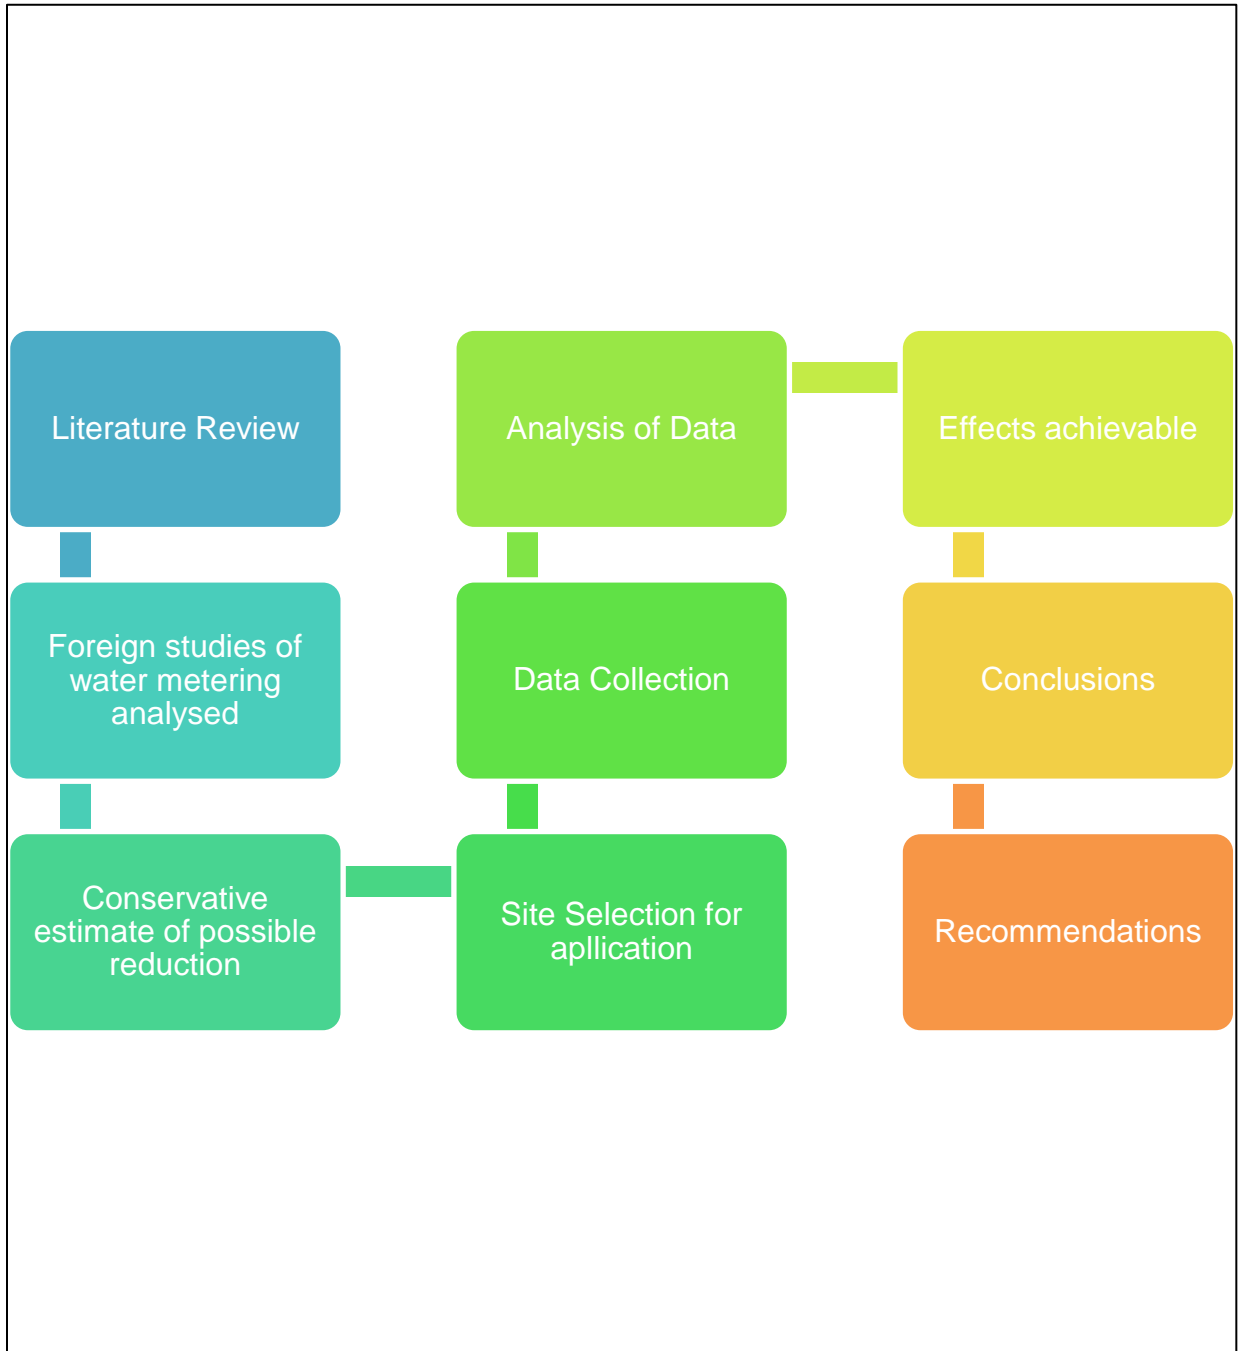 Literature Review
Foreign studies of
water metering
analysed
Conservative
estimate of possible
reduction
Site Selection for
apllication
Data Collection
Analysis of Data
Effects achievable
Conclusions
Recommendations